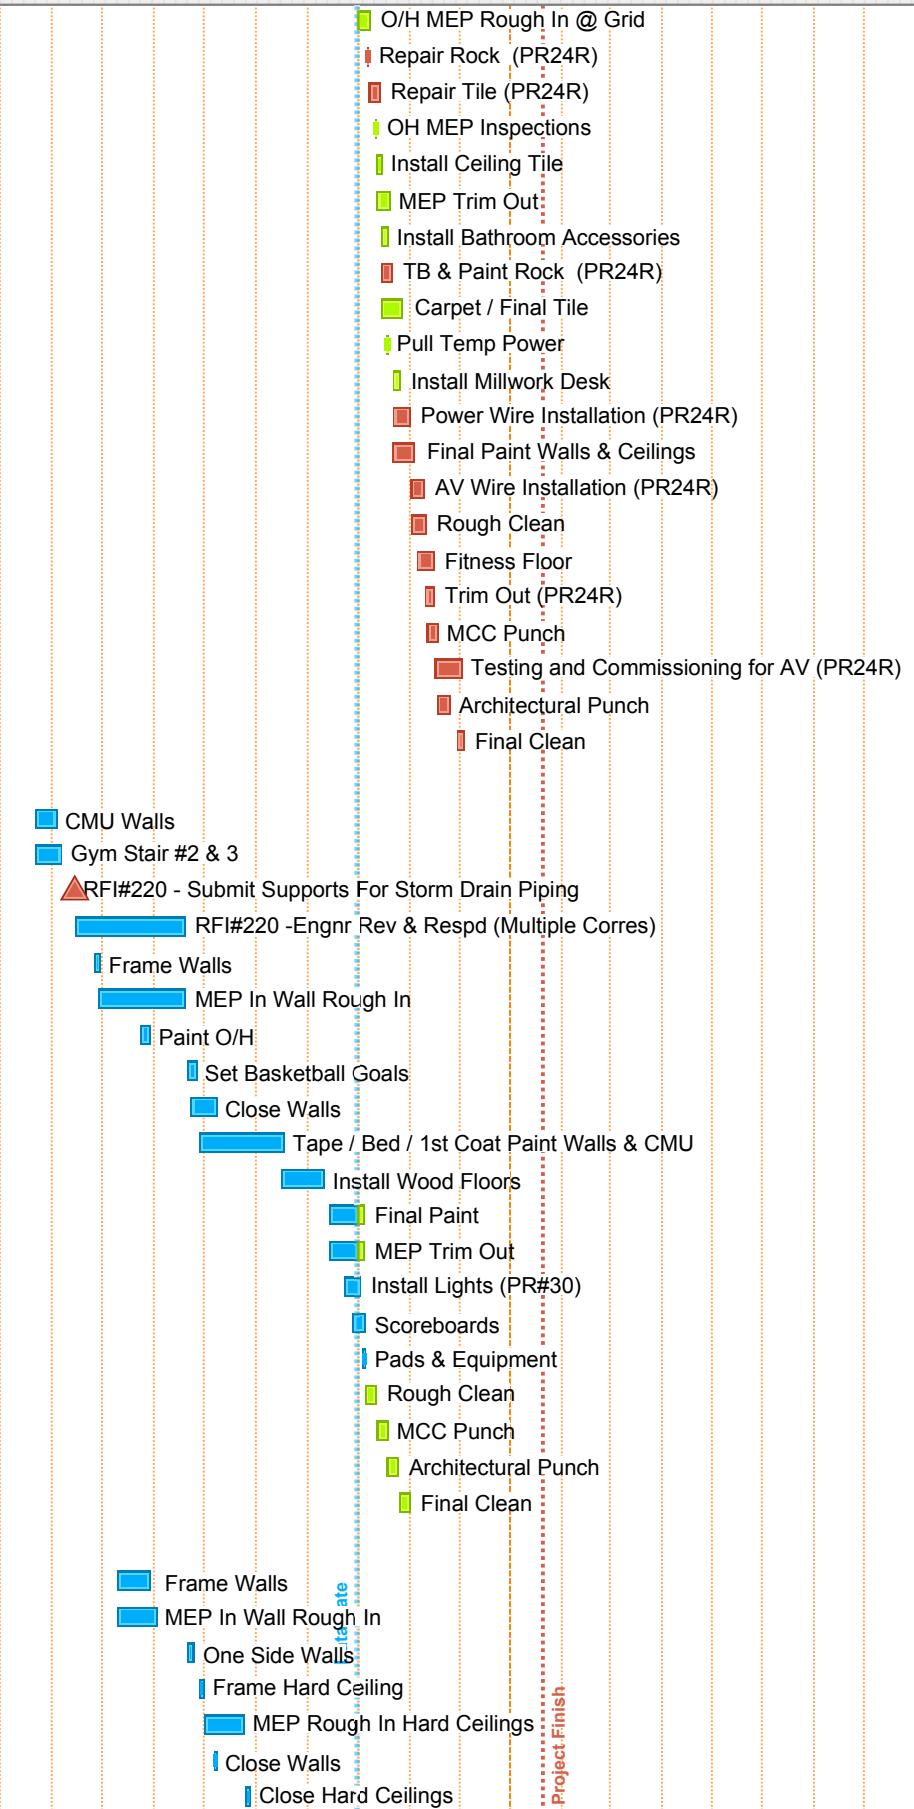 O/H MEP Rough In @ Grid
Repair Rock  (PR24R)
Repair Tile (PR24R)
OH MEP Inspections
Install Ceiling Tile
MEP Trim Out
Install Bathroom Accessories
TB & Paint Rock  (PR24R)
Carpet / Final Tile
Pull Temp Power
Install Millwork Desk
Power Wire Installation (PR24R)
Final Paint Walls & Ceilings
AV Wire Installation (PR24R)
Rough Clean
Fitness Floor
Trim Out (PR24R)
MCC Punch
Testing and Commissioning for AV (PR24R)
Architectural Punch
Final Clean
CMU Walls
Gym Stair #2 & 3
RFI#220 - Submit Supports For Storm Drain Piping
RFI#220 -Engnr Rev & Respd (Multiple Corres)
Frame Walls
MEP In Wall Rough In
Paint O/H
Set Basketball Goals
Close Walls
Tape / Bed / 1st Coat Paint Walls & CMU
Install Wood Floors
Final Paint
MEP Trim Out
Install Lights (PR#30)
Scoreboards
Pads & Equipment
Rough Clean
MCC Punch
Architectural Punch
Final Clean
Frame Walls
MEP In Wall Rough In
One Side Walls
Frame Hard Ceiling
MEP Rough In Hard Ceilings
Close Walls
Close Hard Ceilings
Project Finish